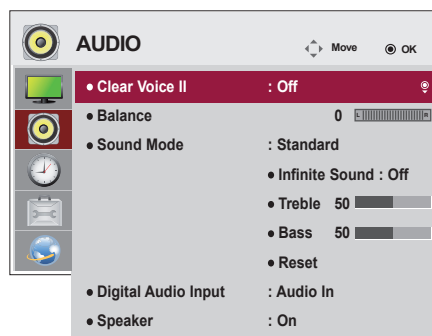 AUDIO Move OK
● Clear Voice II : Off
● Balance 0 L R
● Sound Mode : Standard
● Infinite Sound : Off
● Treble 50
● Bass 50
● Reset
● Digital Audio Input : Audio In
● Speaker : On